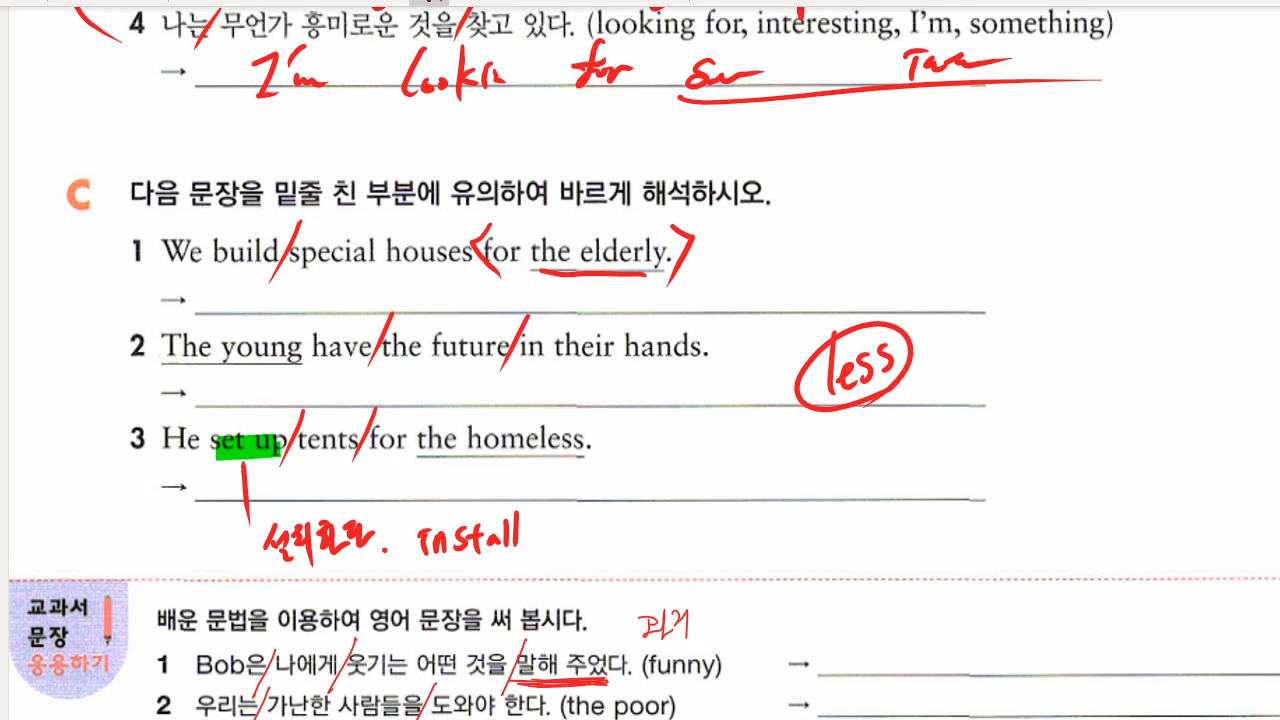 4 나는 무언가 흥미로운 것을 찾고 있다. (looking for, interesting, I'm, something)
→ I'm for
C 다음 문장을 밑줄 친 부분에 유의하여 바르게 해석하시오.
1 We build special houses for the elderly.
→
2 The young have the future in their hands.
less
→
3 He set up tents for the homeless.
→
설치한다. install
교과서
문장
응용하기
배운 문법을 이용하여 영어 문장을 써 봅시다. 과거
1 Bob은 나에게 웃기는 어떤 것을 말해 주었다. (funny) →
2 우리는 가난한 사람들을 도와야 한다. (the poor) →